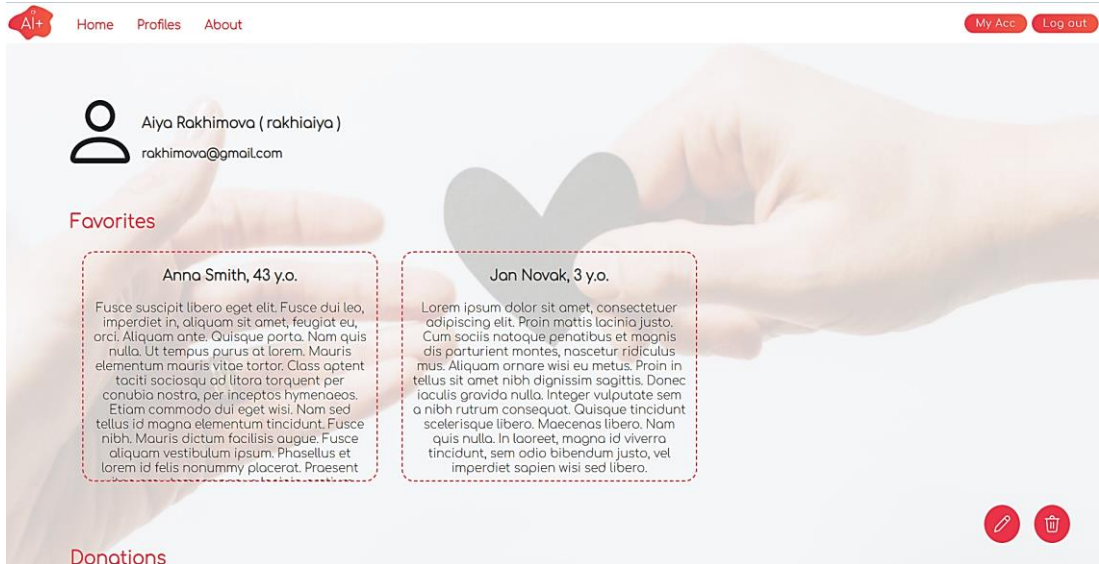 AI+
Home Profiles About
My Acc Log out
Aiya Rakhimova ( rakhiaiya )
rakhimova@gmail.com
Favorites
Anna Smith, 43 y.o.
Fusce suscipit libero eget elit. Fusce dui leo,
imperdiet in, aliquam sit amet, feugiat eu,
orci. Aliquam ante. Quisque porta. Nam quis
nulla. Ut tempus purus at lorem. Mauris
elementum mauris vitae tortor. Class aptent
taciti sociosqu ad litora torquent per
conubia nostra, per inceptos hymenaeos.
Etiam commodo dui eget wisi. Nam sed
tellus id magna elementum tincidunt. Fusce
nibh. Mauris dictum facilisis augue. Fusce
aliquam vestibulum ipsum. Phasellus et
lorem id felis nonummy placerat. Praesent
Jan Novak, 3 y.o.
Lorem ipsum dolor sit amet, consectetuer
adipiscing elit. Proin mattis lacinia justo.
Cum sociis natoque penatibus et magnis
dis parturient montes, nascetur ridiculus
mus. Aliquam ornare wisi eu metus. Proin in
tellus sit amet nibh dignissim sagittis. Donec
iaculis gravida nulla. Integer vulputate sem
a nibh rutrum consequat. Quisque tincidunt
scelerisque libero. Maecenas libero. Nam
quis nulla. In laoreet, magna id viverra
tincidunt, sem odio bibendum justo, vel
imperdiet sapien wisi sed libero.
Donations